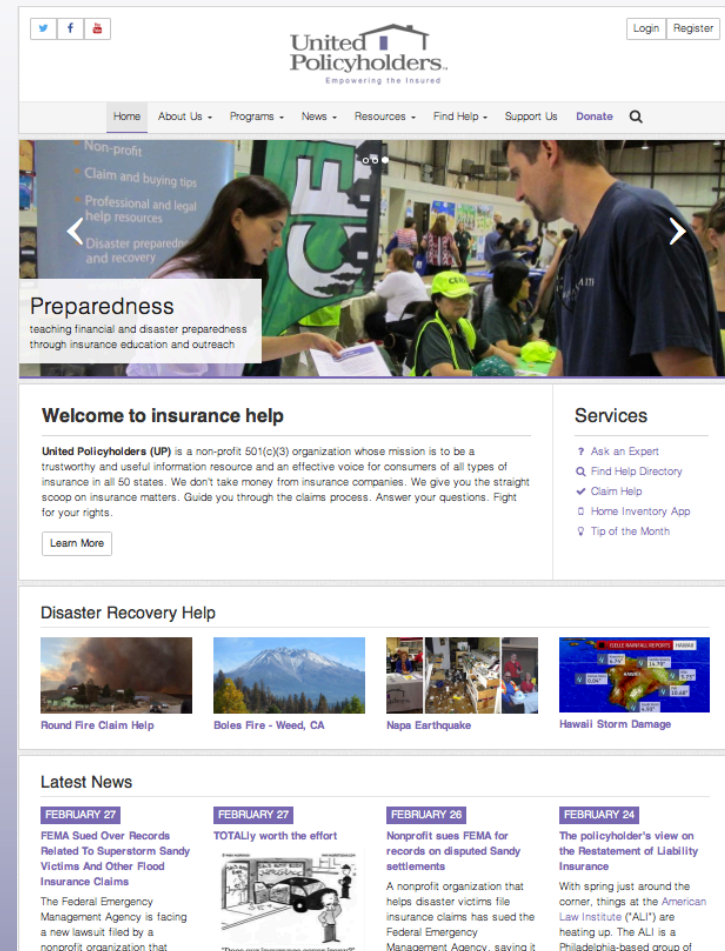 Login
Register
United
Policyholders
Empowering the Insured
Home
About Us
Programs
News
Resources
Find Help
Support Us
Donate
Non-profit
Claim and buying tips
Professional and legal
help resources
Disaster
and recovery
CERT
Preparedness
teaching financial and disaster preparedness
through insurance education and outreach
Welcome to insurance help
United Policyholders (UP) is a non-profit 501(c)(3) organization whose mission is to be a
trustworthy and useful information resource and an effective voice for consumers of all types of
insurance in all 50 states. We don't take money from insurance companies. We give you the straight
scoop on insurance matters. Guide you through the claims process. Answer your questions. Fight
for your rights.
Learn More
Services
Ask an Expert
Find Help Directory
Claim Help
Home Inventory App
Tip of the Month
Disaster Recovery Help
RAINFALL REPORTS HAWAII
Round Fire Claim Help
Boles Fire - Weed, CA
Napa Earthquake
Hawaii Storm Damage
Latest News
FEBRUARY 27
FEMA Sued Over Records
Related To Superstorm Sandy
Victims And Other Flood
Insurance Claims
The Federal Emergency
Management Agency is facing
a new lawsuit filed by a
nonprofit organization that
FEBRUARY 27
TOTALly worth the effort
FEBRUARY 26
Nonprofit sues FEMA for
records on disputed Sandy
settlements
A nonprofit organization that
helps disaster victims file
insurance claims has sued the
Federal Emergency
Management Agency, saying it
FEBRUARY 24
The policyholder's view on
the Restatement of Liability
Insurance
With spring just around the
corner, things at the American
Law Institute ("ALI") are
heating up. The ALI is a
Philadelphia-based group of